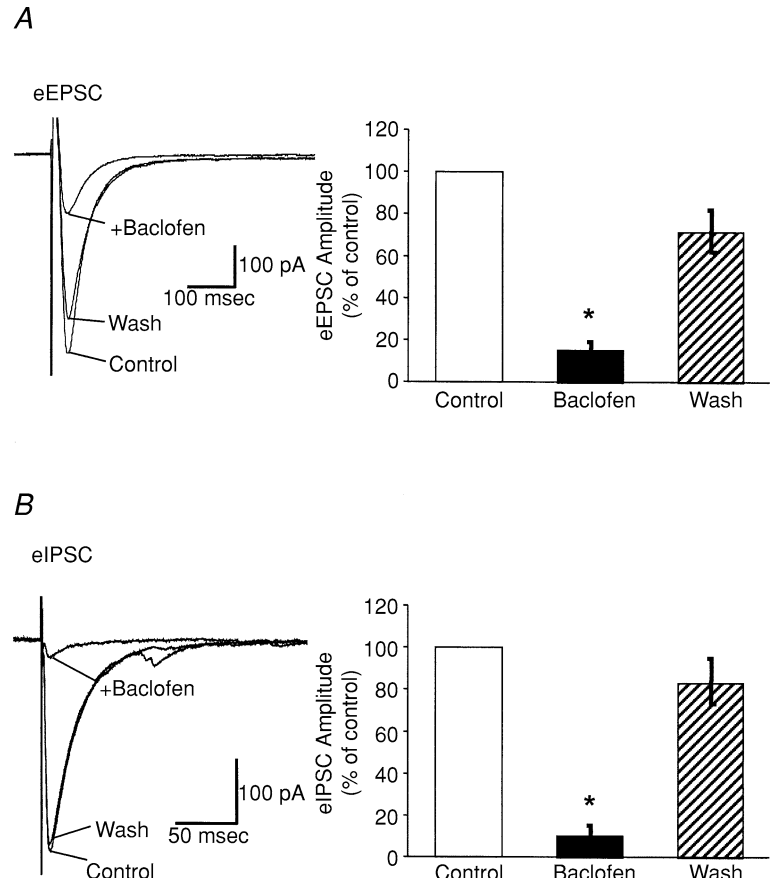 A
eEPSC
+Baclofen
100 pA
100 msec
Wash
Control
eEPSC Amplitude
(% of control)
120
100
80
60
40
20
0
Control Baclofen Wash
*
B
eIPSC
+Baclofen
100 pA
50 msec
Wash
Control
eIPSC Amplitude
(% of control)
120
100
80
60
40
20
0
Control Baclofen Wash
*